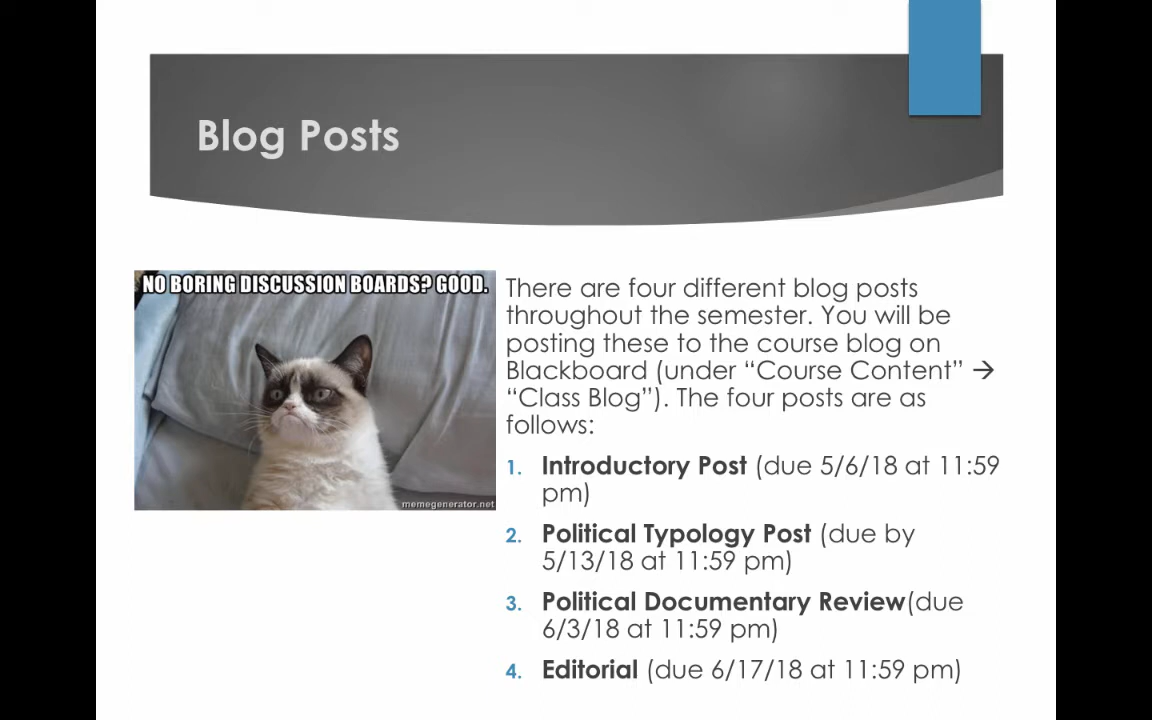 Blog Posts
NO BORING DISCUSSION BOARDS? GOOD.
memegenerator.net
There are four different blog posts
throughout the semester. You will be
posting these to the course blog on
Blackboard (under “Course Content” →
“Class Blog”). The four posts are as
follows:
1. Introductory Post (due 5/6/18 at 11:59
pm)
2. Political Typology Post (due by
5/13/18 at 11:59 pm)
3. Political Documentary Review(due
6/3/18 at 11:59 pm)
4. Editorial (due 6/17/18 at 11:59 pm)